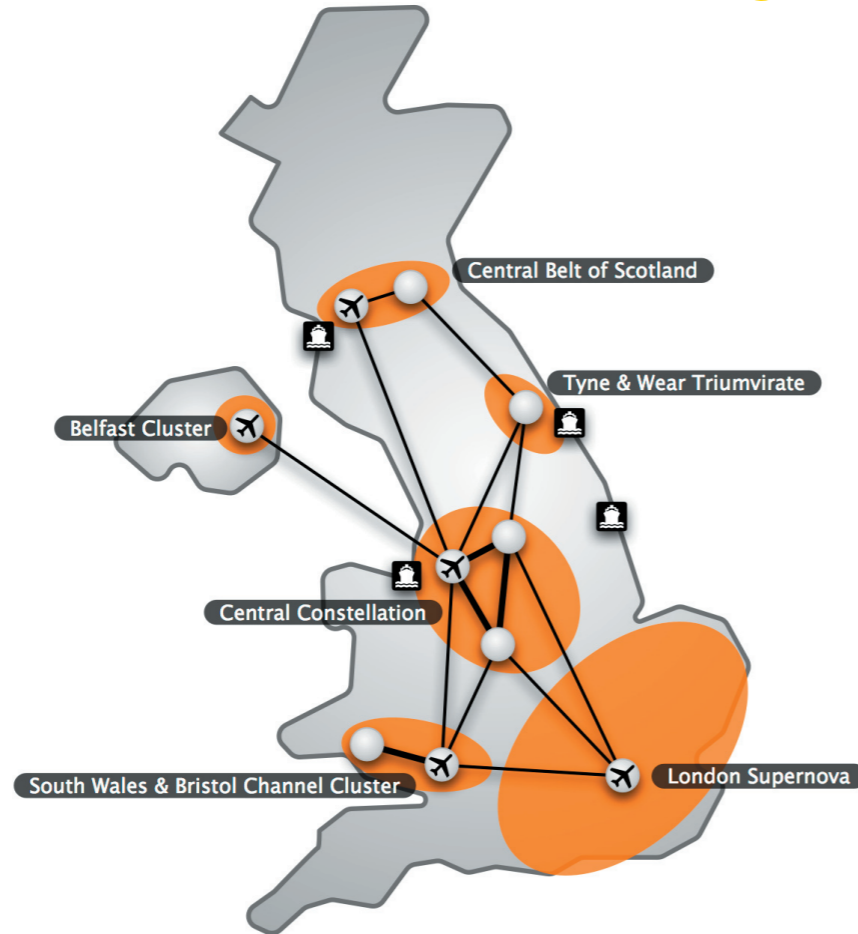 Central Belt of Scotland
Tyne & Wear Triumvirate
Belfast Cluster
Central Constellation
South Wales & Bristol Channel Cluster
London Supernova